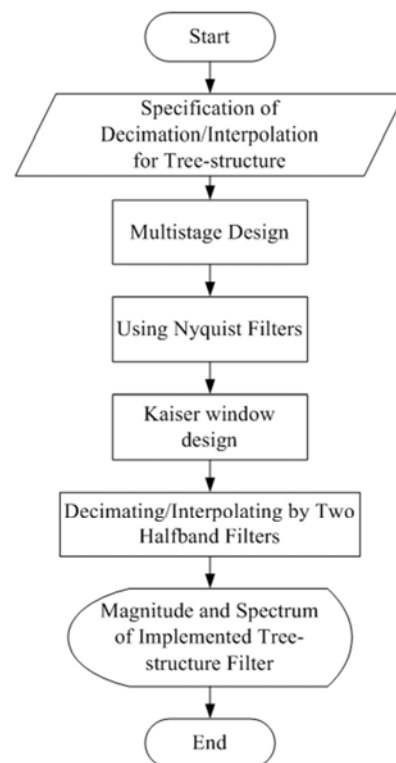 Start
Specification of
Decimation/Interpolation
for Tree-structure
Multistage Design
Using Nyquist Filters
Kaiser window
design
Decimating/Interpolating by Two
Halfband Filters
Magnitude and Spectrum
of Implemented Tree-
structure Filter
End